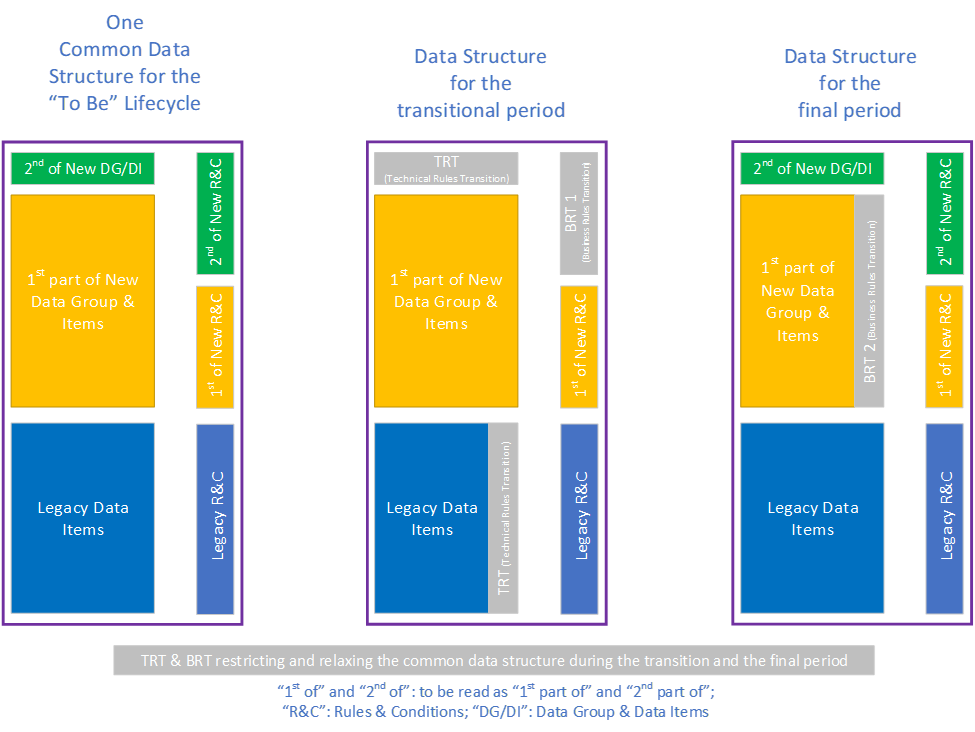 One
Common Data
Structure for the
“To Be” Lifecycle
2nd of New DG/DI
2nd of New R&C
1st part of New
Data Group &
Items
1st of New R&C
Legacy Data
Items
Legacy R&C
Data Structure
for the
transitional period
TRT
(Technical Rules Transition)
BRT 1
(Business Rules Transition)
1st part of New
Data Group &
Items
1st of New R&C
Legacy Data
Items
TRT (Technical Rules Transition)
Legacy R&C
Data Structure
for the
final period
2nd of New DG/DI
2nd of New R&C
1st part of
New Data
Group &
Items
BRT 2 (Business Rules Transition)
1st of New R&C
Legacy Data
Items
Legacy R&C
TRT & BRT restricting and relaxing the common data structure during the transition and the final period
“1st of” and “2nd of”: to be read as “1st part of” and “2nd part of”;
“R&C”: Rules & Conditions; “DG/DI”: Data Group & Data Items